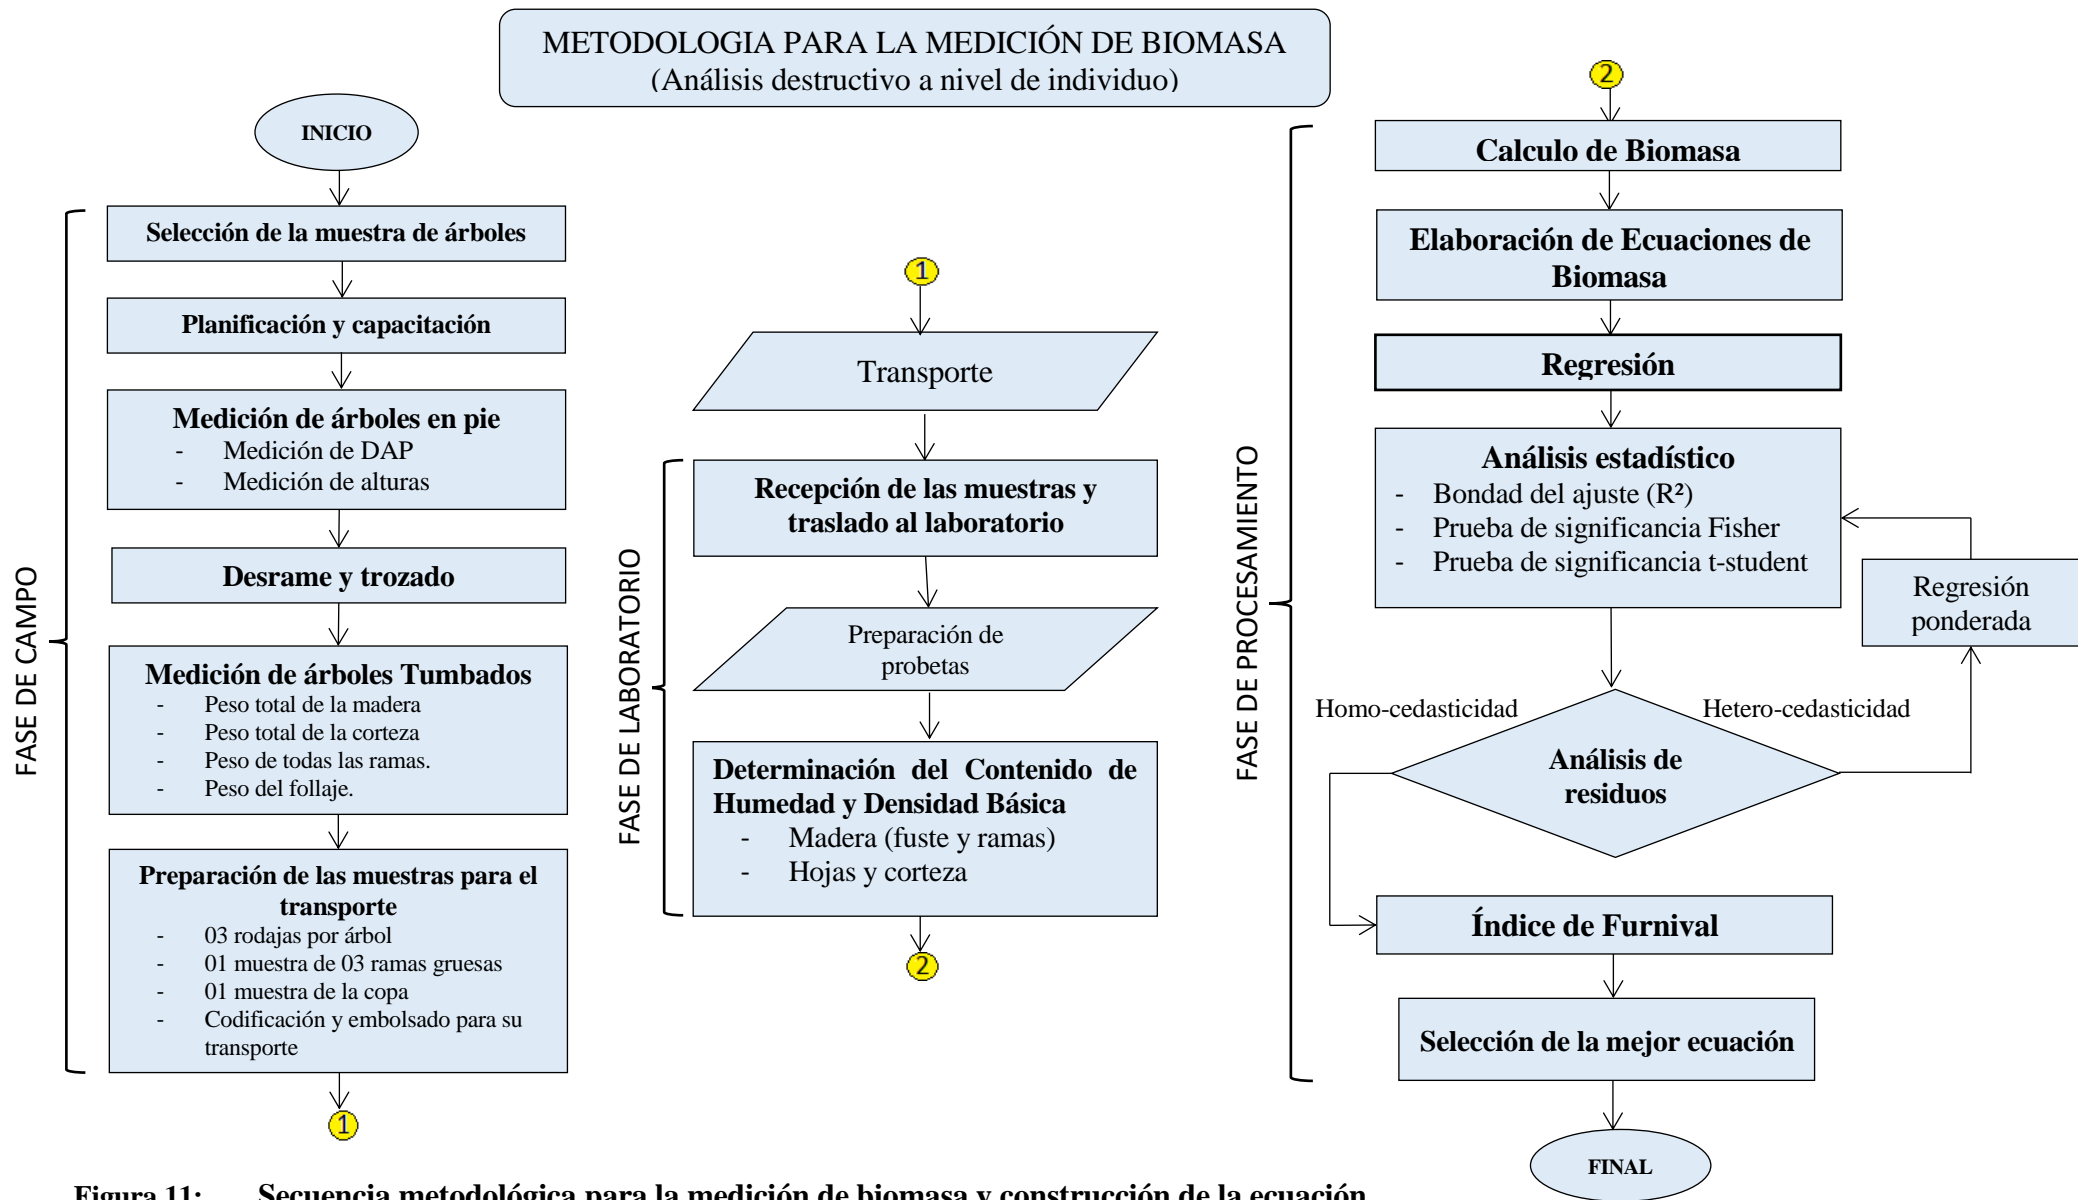 METODOLOGIA PARA LA MEDICIÓN DE BIOMASA
(Análisis destructivo a nivel de individuo)
INICIO
FASE DE CAMPO
Selección de la muestra de árboles
Planificación y capacitación
Medición de árboles en pie
- Medición de DAP
- Medición de alturas
Desrame y trozado
Medición de árboles Tumbados
- Peso total de la madera
- Peso total de la corteza
- Peso de todas las ramas.
- Peso del follaje.
Preparación de las muestras para el
transporte
- 03 rodajas por árbol
- 01 muestra de 03 ramas gruesas
- 01 muestra de la copa
- Codificación y embolsado para su
transporte
1
1
Transporte
FASE DE LABORATORIO
Recepción de las muestras y
traslado al laboratorio
Preparación de
probetas
Determinación del Contenido de
Humedad y Densidad Básica
- Madera (fuste y ramas)
- Hojas y corteza
2
2
FASE DE PROCESAMIENTO
Calculo de Biomasa
Elaboración de Ecuaciones de
Biomasa
Regresión
Análisis estadístico
- Bondad del ajuste (R²)
- Prueba de significancia Fisher
- Prueba de significancia t-student
Regresión
ponderada
Homo-cedasticidad
Hetero-cedasticidad
Análisis de
residuos
Índice de Furnival
Selección de la mejor ecuación
FINAL
Figura 11: Secuencia metodológica para la medición de biomasa y construcción de la ecuación